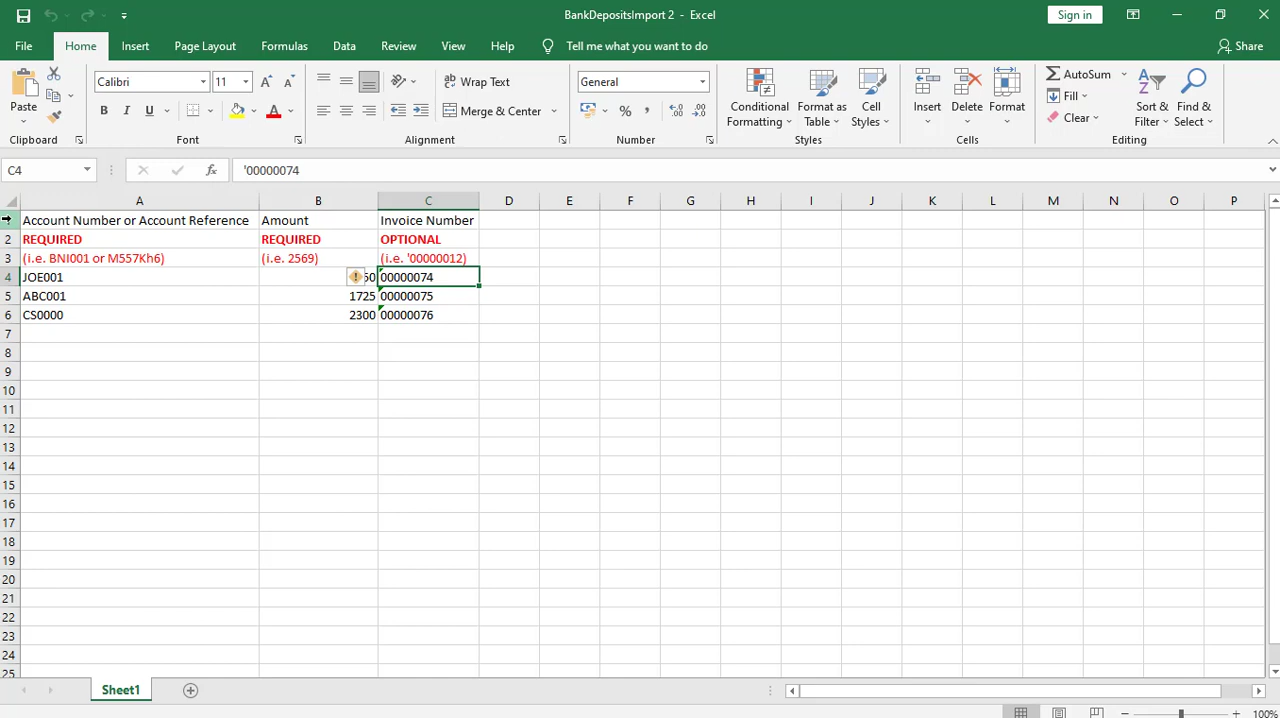 BankDepositsImport 2 - Excel
Sign in
File Home Insert Page Layout Formulas Data Review View Help Tell me what you want to do Share
Paste
Clipboard
Calibri 11
B I U
Font
Wrap Text
Merge & Center
Alignment
General
% ,
Number
Conditional Formatting
Format as Table
Cell Styles
Styles
Insert
Delete
Format
Cells
AutoSum
Fill
Clear
Sort & Filter
Find & Select
Editing
C4
fx
'00000074
A B C D E F G H I J K L M N O P
Account Number or Account Reference Amount Invoice Number
2 REQUIRED REQUIRED OPTIONAL
3 (i.e. BNI001 or M557Kh6) (i.e. 2569) (i.e. '00000012)
4 JOE001 50 00000074
5 ABC001 1725 00000075
6 CS0000 2300 00000076
7
8
9
10
11
12
13
14
15
16
17
18
19
20
21
22
23
24
25
Sheet1
100%